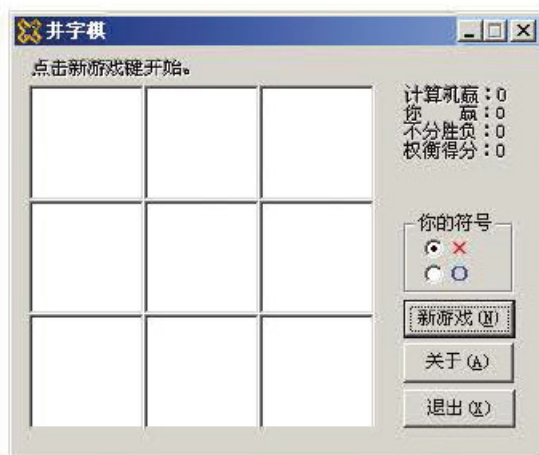 井字棋
点击新游戏键开始。
计算机赢：0
你　　赢：0
不分胜负：0
权衡得分：0
你的符号
×
O
新游戏(N)
关于(A)
退出(X)